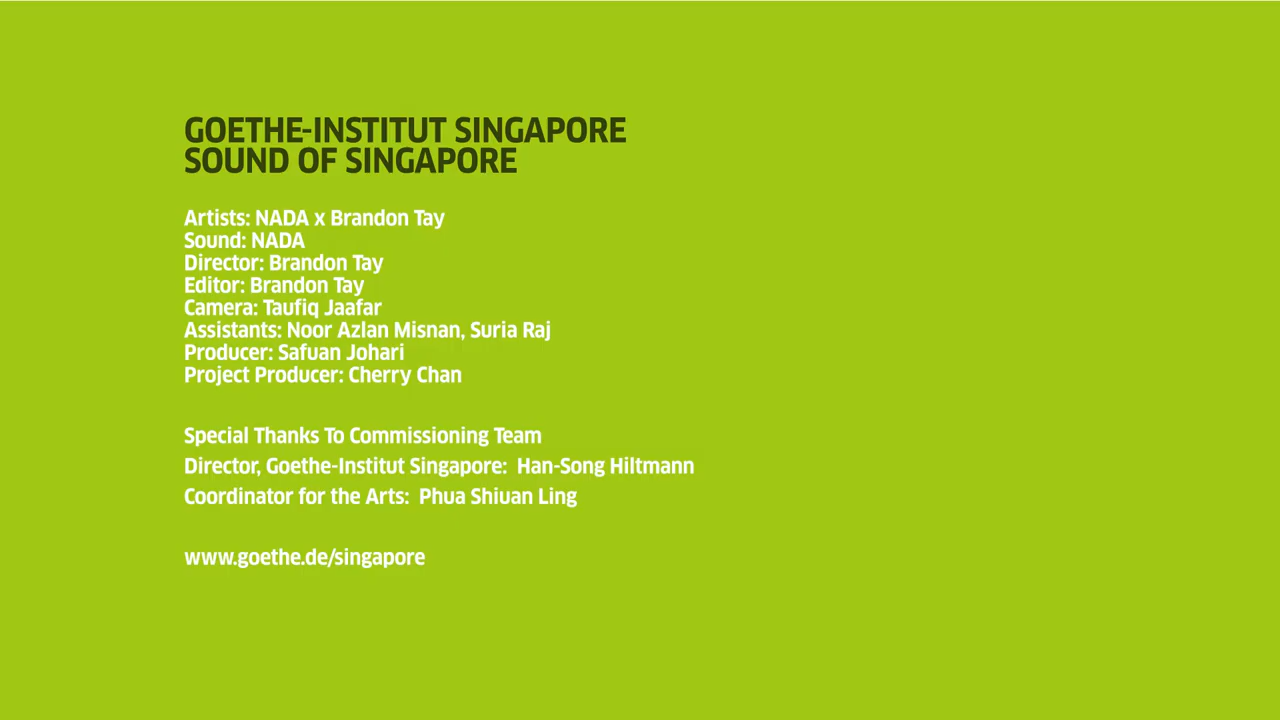 GOETHE-INSTITUT SINGAPORE
SOUND OF SINGAPORE
Artists: NADA x Brandon Tay
Sound: NADA
Director: Brandon Tay
Editor: Brandon Tay
Camera: Taufiq Jaafar
Assistants: Noor Azlan Misnan, Suria Raj
Producer: Safuan Johari
Project Producer: Cherry Chan
Special Thanks To Commissioning Team
Director, Goethe-Institut Singapore:  Han-Song Hiltmann
Coordinator for the Arts:  Phua Shiuan Ling
www.goethe.de/singapore